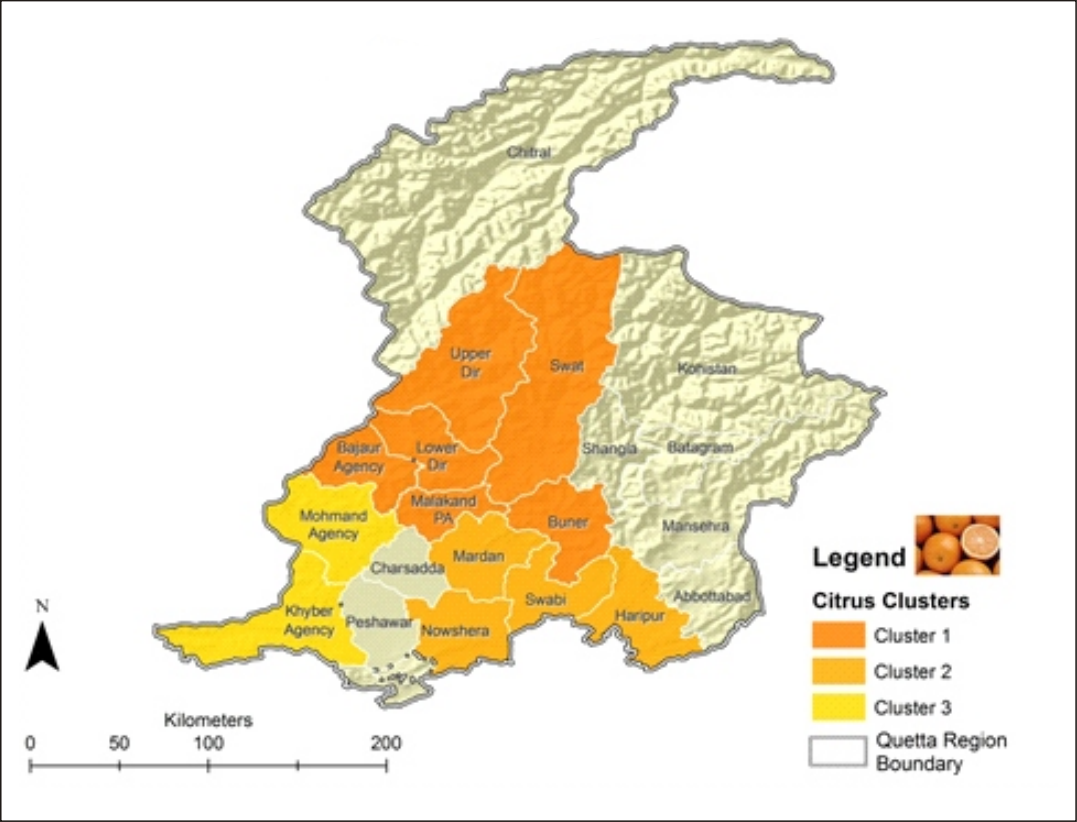 Chitral
Upper
Dir
Swat
Kohistan
Bajaur
Agency
Lower
Dir
Shangla
Batagram
Malakand
PA
Buner
Mansehra
Mohmand
Agency
Mardan
Charsadda
Abbottabad
Swabi
Haripur
Khyber
Agency
Peshawar
Nowshera
N
Kilometers
0 50 100 200
Legend
Citrus Clusters
Cluster 1
Cluster 2
Cluster 3
Quetta Region
Boundary